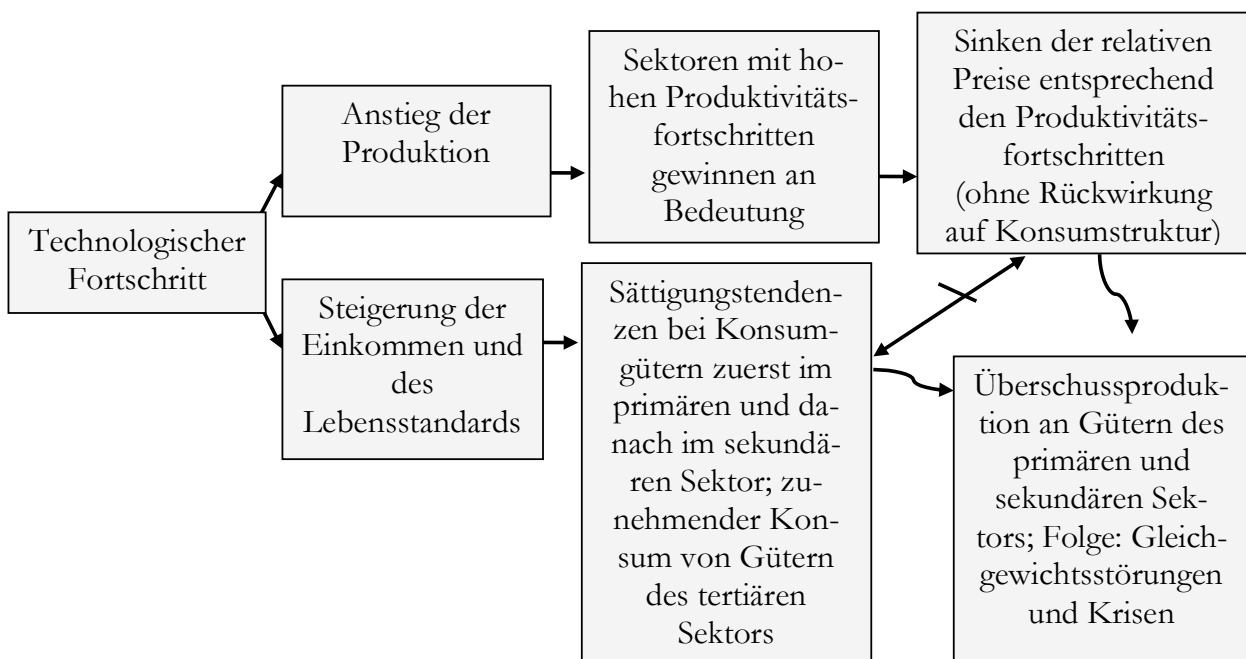 Technologischer
Fortschritt
Anstieg der
Produktion
Sektoren mit ho-
hen Produktivitäts-
fortschritten
gewinnen an
Bedeutung
Sinken der relativen
Preise entsprechend
den Produktivitäts-
fortschritten
(ohne Rückwirkung
auf Konsumstruktur)
Steigerung der
Einkommen und
des
Lebensstandards
Sättigungstenden-
zen bei Konsum-
gütern zuerst im
primären und da-
nach im sekundä-
ren Sektor; zu-
nehmender Kon-
sum von Gütern
des tertiären
Sektors
Überschussproduk-
tion an Gütern des
primären und
sekundären Sek-
tors; Folge: Gleich-
gewichtsstörungen
und Krisen